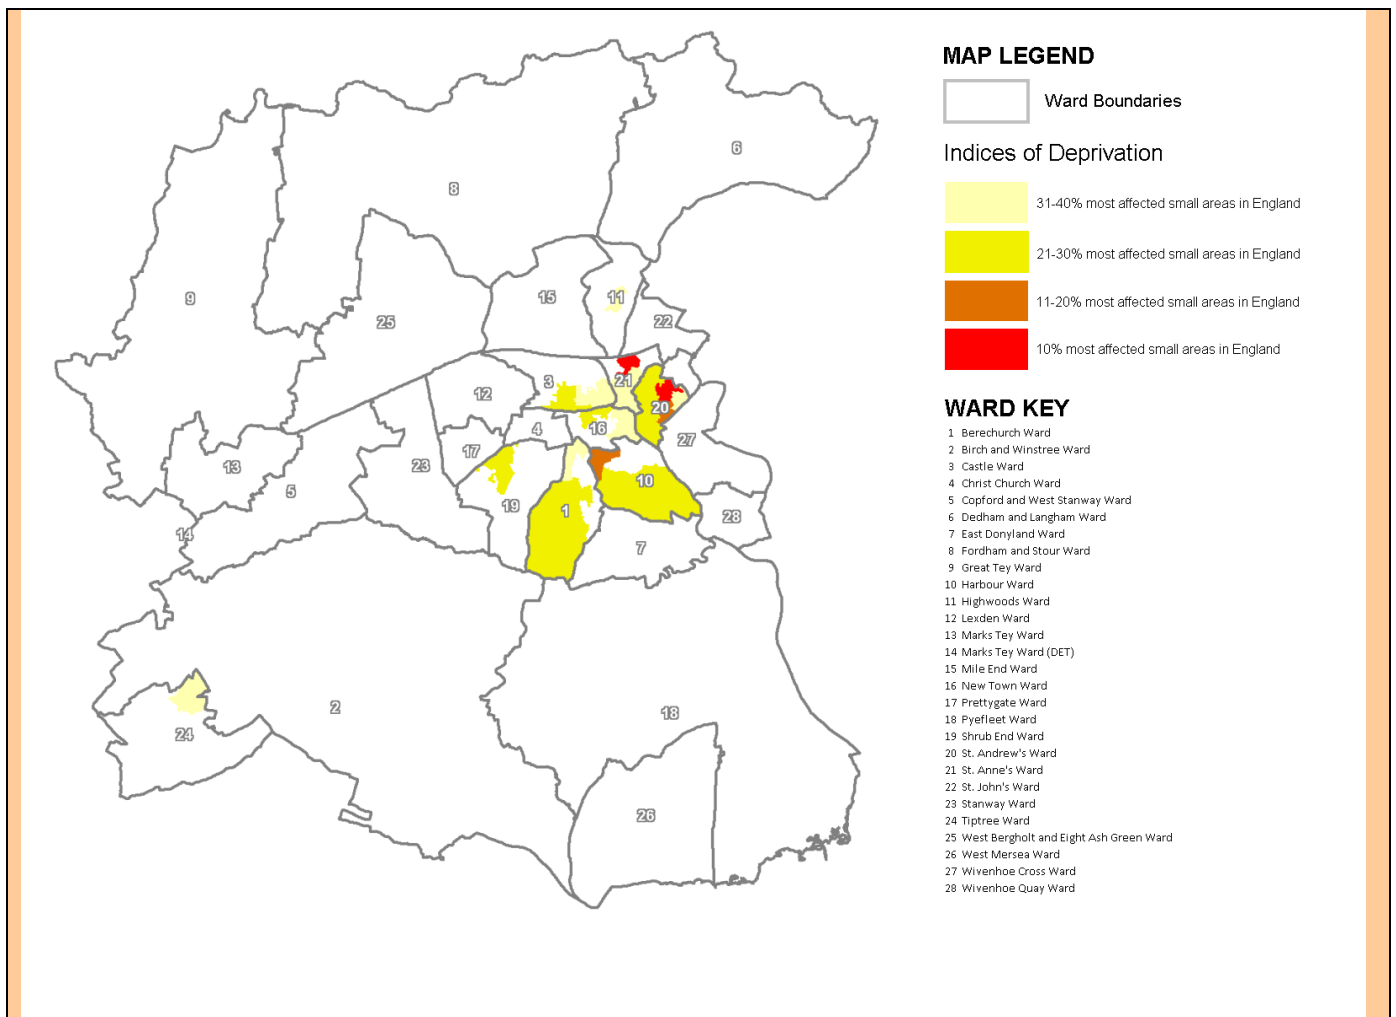 MAP LEGEND
Ward Boundaries
Indices of Deprivation
31-40% most affected small areas in England
21-30% most affected small areas in England
11-20% most affected small areas in England
10% most affected small areas in England
WARD KEY
1 Berechurch Ward
2 Birch and Winstree Ward
3 Castle Ward
4 Christ Church Ward
5 Copford and West Stanway Ward
6 Dedham and Langham Ward
7 East Donyland Ward
8 Fordham and Stour Ward
9 Great Tey Ward
10 Harbour Ward
11 Highwoods Ward
12 Lexden Ward
13 Marks Tey Ward
14 Marks Tey Ward (DET)
15 Mile End Ward
16 New Town Ward
17 Prettygate Ward
18 Pyefleet Ward
19 Shrub End Ward
20 St. Andrew's Ward
21 St. Anne's Ward
22 St. John's Ward
23 Stanway Ward
24 Tiptree Ward
25 West Bergholt and Eight Ash Green Ward
26 West Mersea Ward
27 Wivenhoe Cross Ward
28 Wivenhoe Quay Ward
6
8
9
15
11
25
22
3
21
12
20
4
16
27
17
13
23
5
10
19
1
28
14
7
2
18
24
26